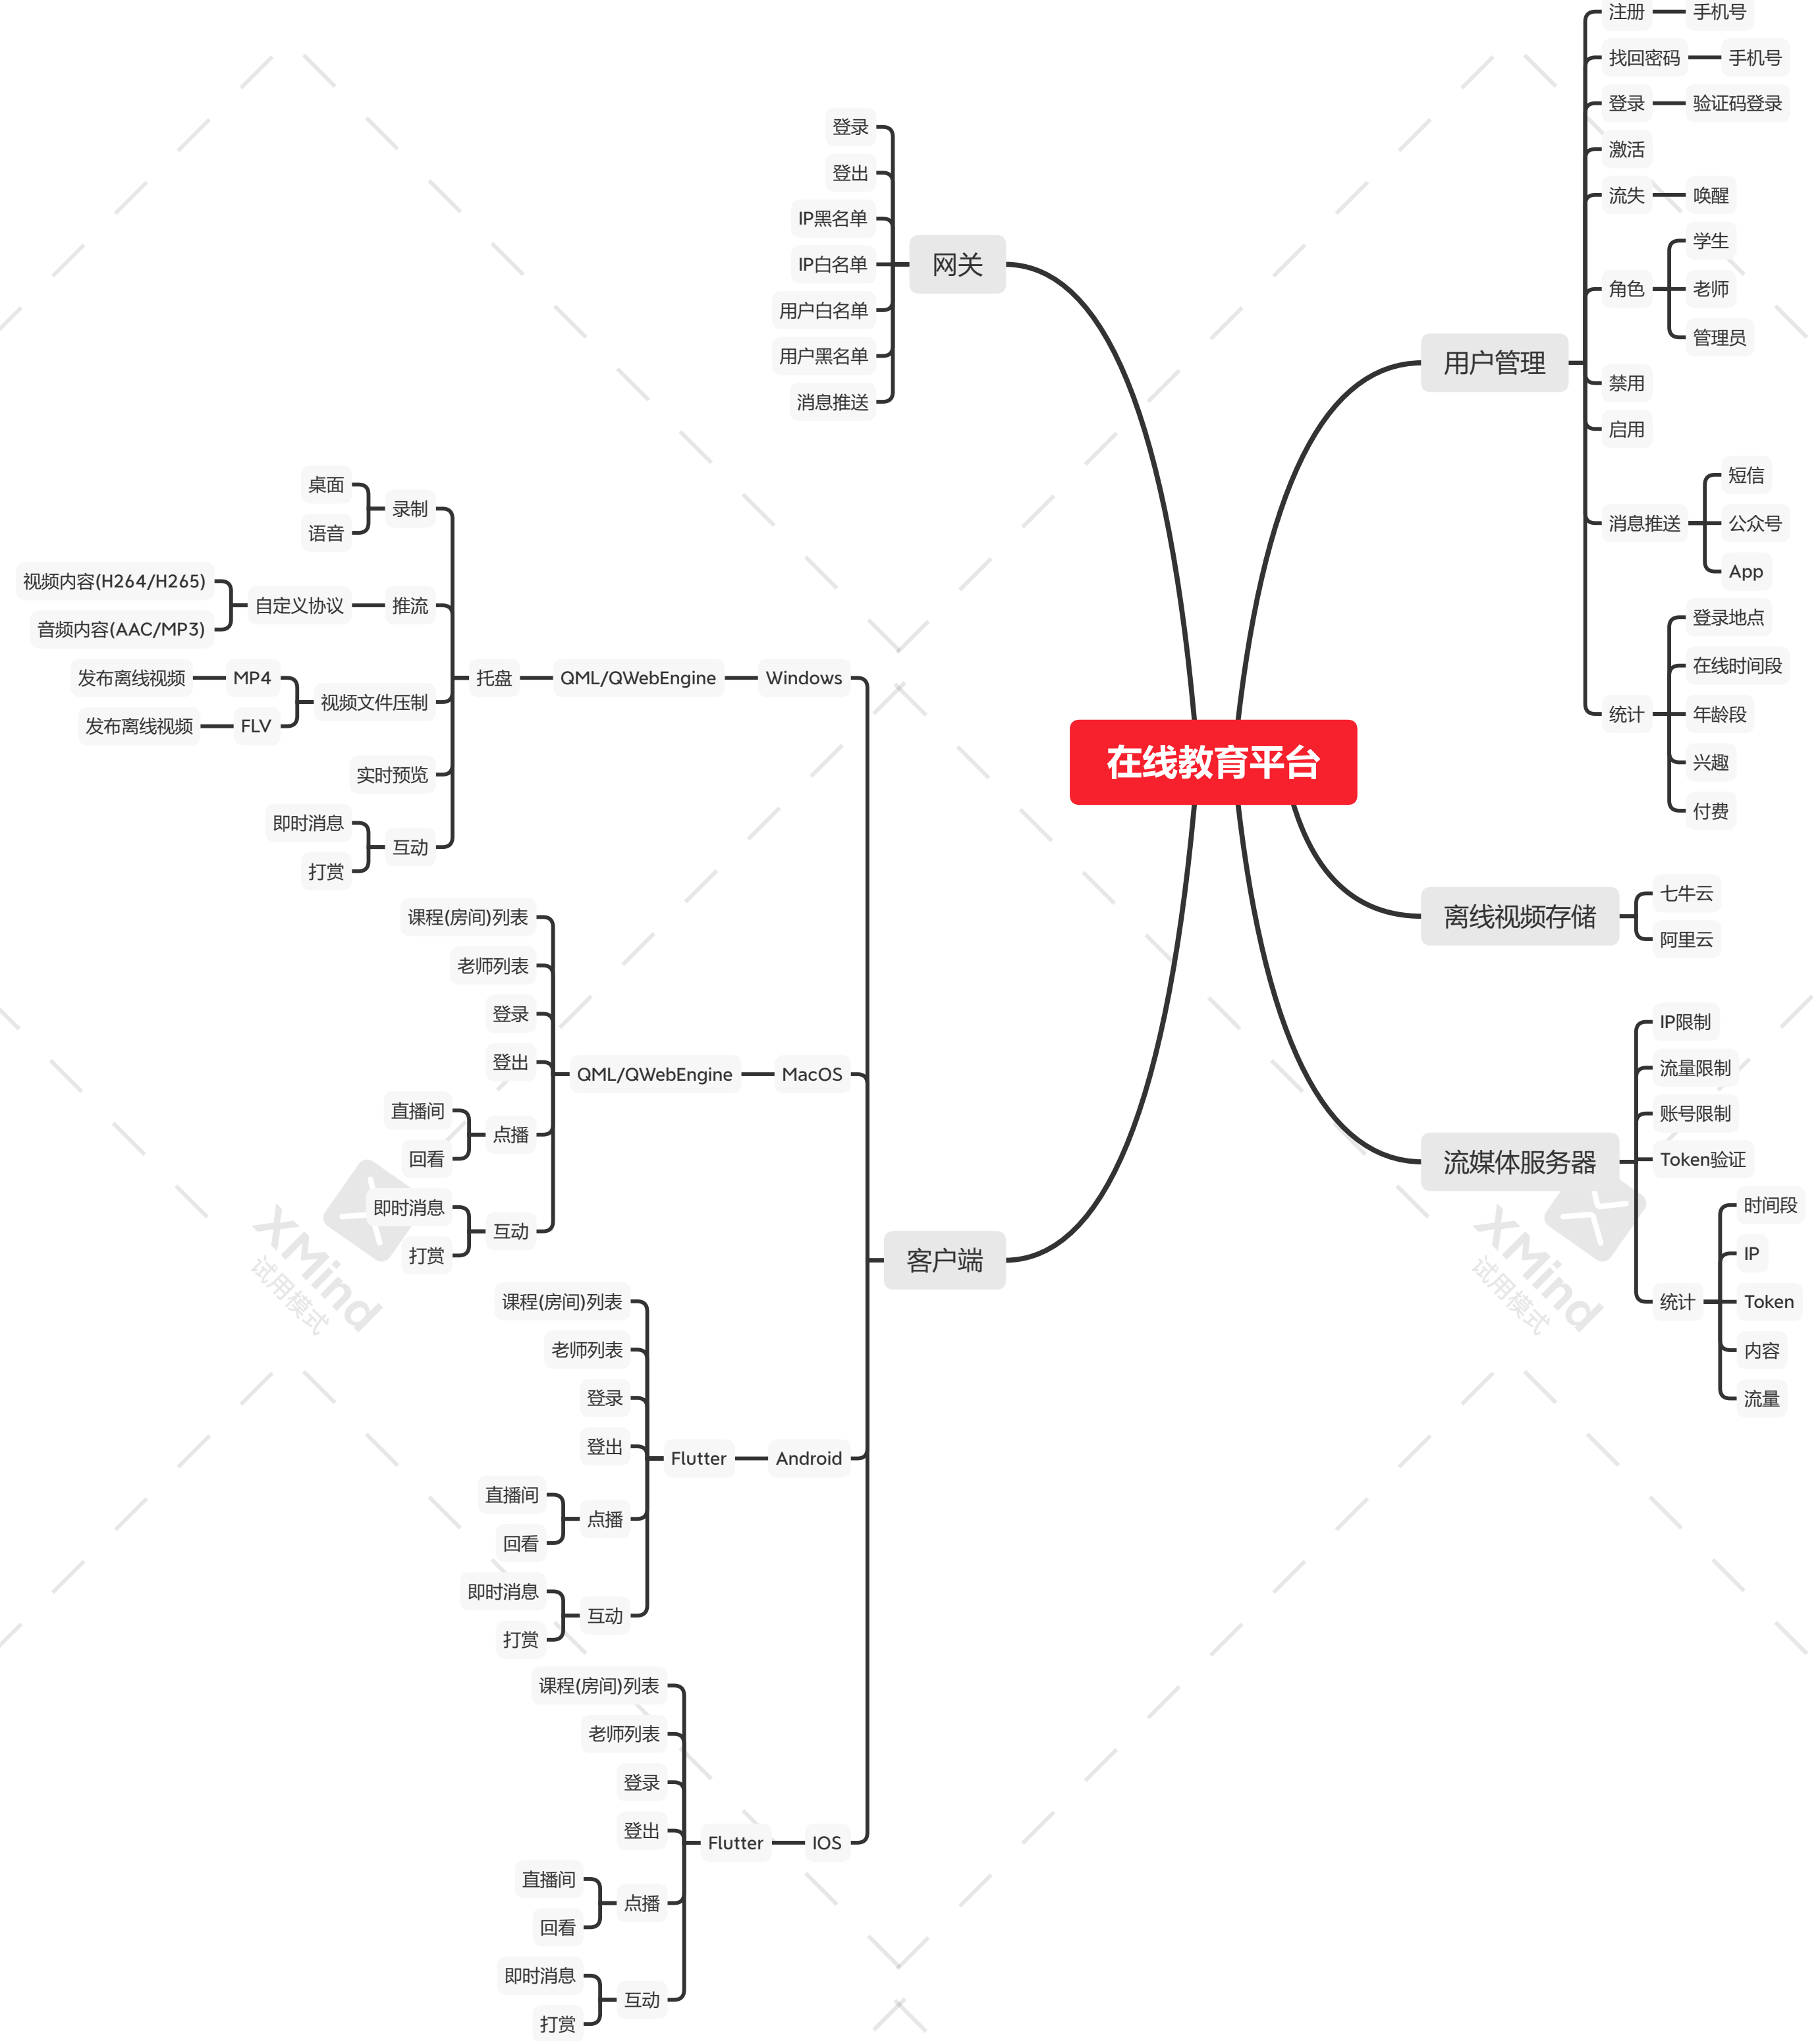 在线教育平台
用户管理
注册
手机号
找回密码
手机号
登录
验证码登录
激活
流失
唤醒
角色
学生
老师
管理员
禁用
启用
消息推送
短信
公众号
App
统计
登录地点
在线时间段
年龄段
兴趣
付费
离线视频存储
七牛云
阿里云
流媒体服务器
IP限制
流量限制
账号限制
Token验证
统计
时间段
IP
Token
内容
流量
网关
登录
登出
IP黑名单
IP白名单
用户白名单
用户黑名单
消息推送
客户端
Windows
QML/QWebEngine
托盘
录制
桌面
语音
推流
自定义协议
视频内容(H264/H265)
音频内容(AAC/MP3)
视频文件压制
MP4
发布离线视频
FLV
发布离线视频
实时预览
互动
即时消息
打赏
MacOS
QML/QWebEngine
课程(房间)列表
老师列表
登录
登出
点播
直播间
回看
互动
即时消息
打赏
Android
Flutter
课程(房间)列表
老师列表
登录
登出
点播
直播间
回看
互动
即时消息
打赏
IOS
Flutter
课程(房间)列表
老师列表
登录
登出
点播
直播间
回看
互动
即时消息
打赏
XMind
试用模式
XMind
试用模式